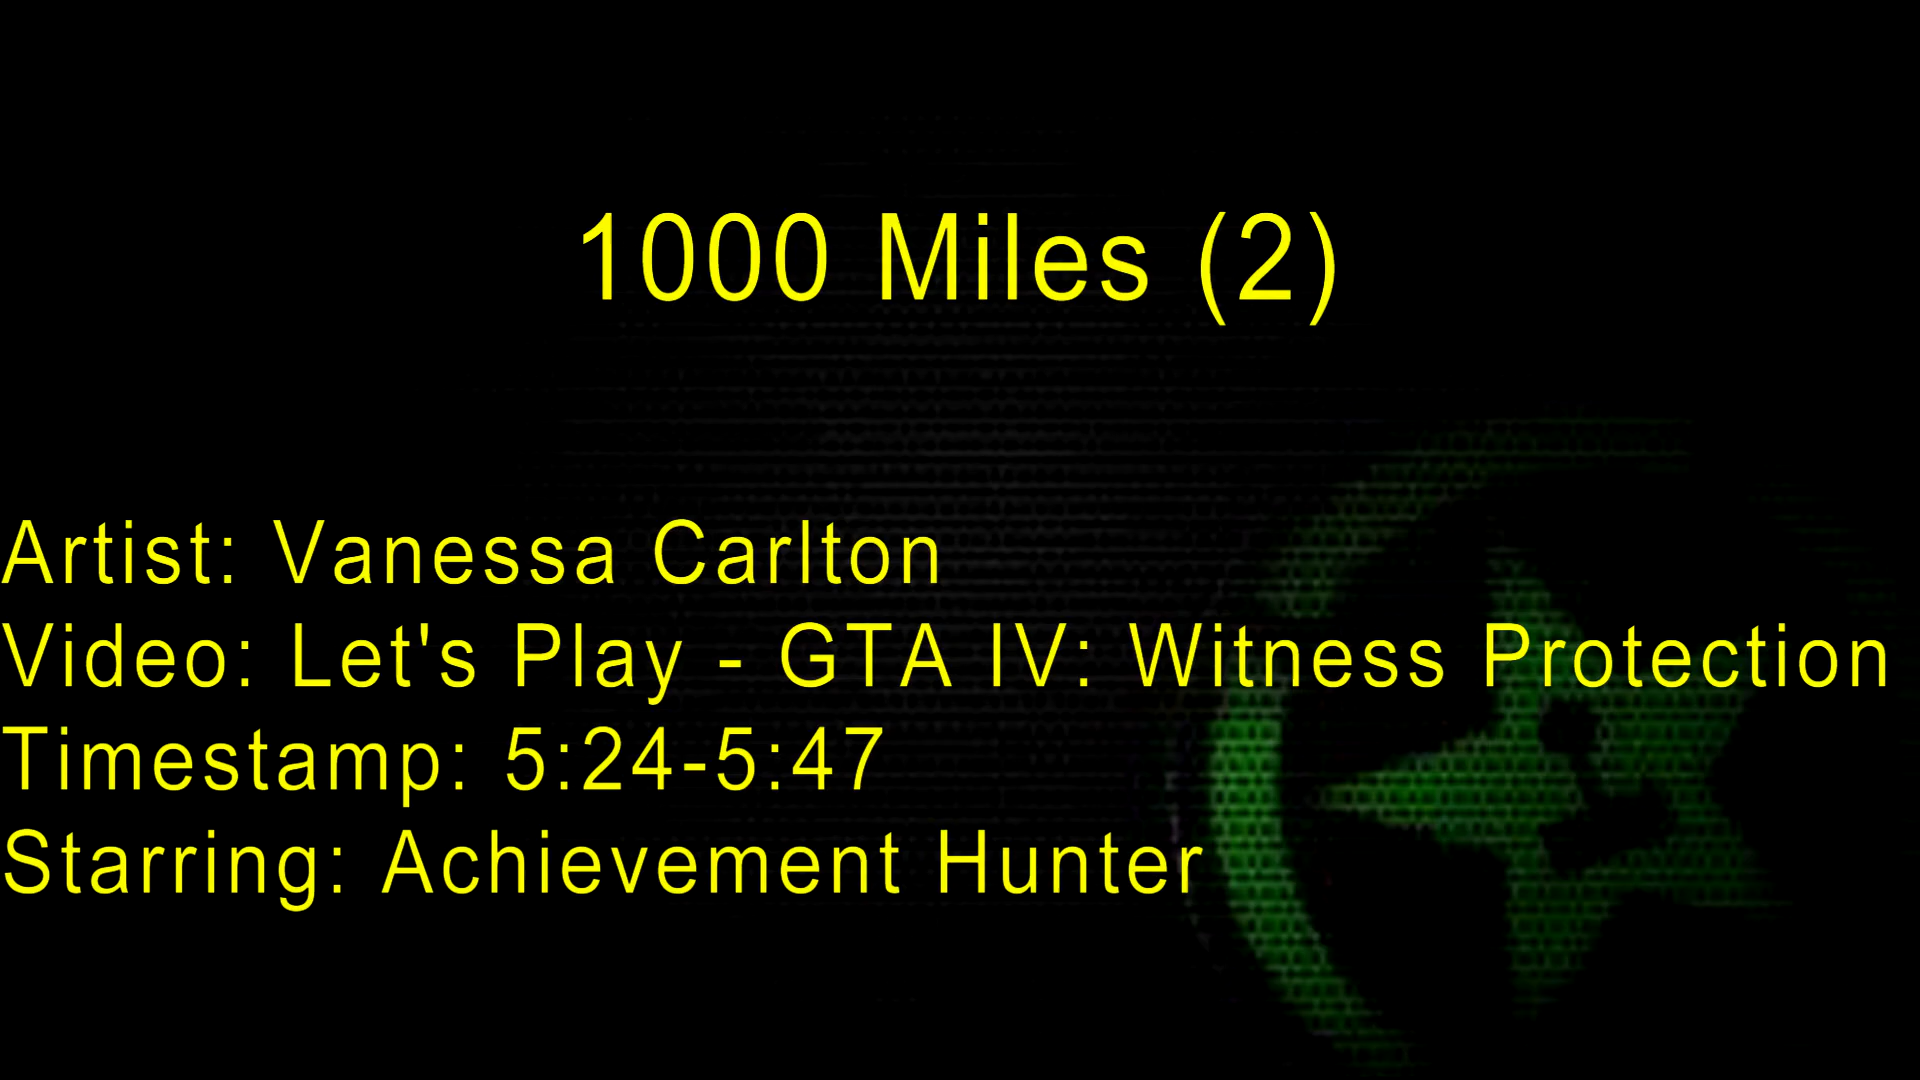 1000 Miles (2)
Artist: Vanessa Carlton
Video: Let's Play - GTA IV: Witness Protection
Timestamp: 5:24-5:47
Starring: Achievement Hunter